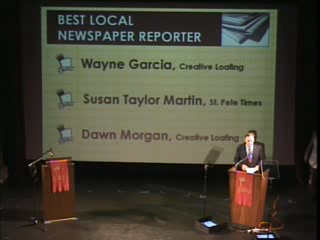 BEST LOCAL
NEWSPAPER REPORTER
Wayne Garcia, Creative Loafing
Susan Taylor Martin, St. Pete Times
Dawn Morgan, Creative Loafing